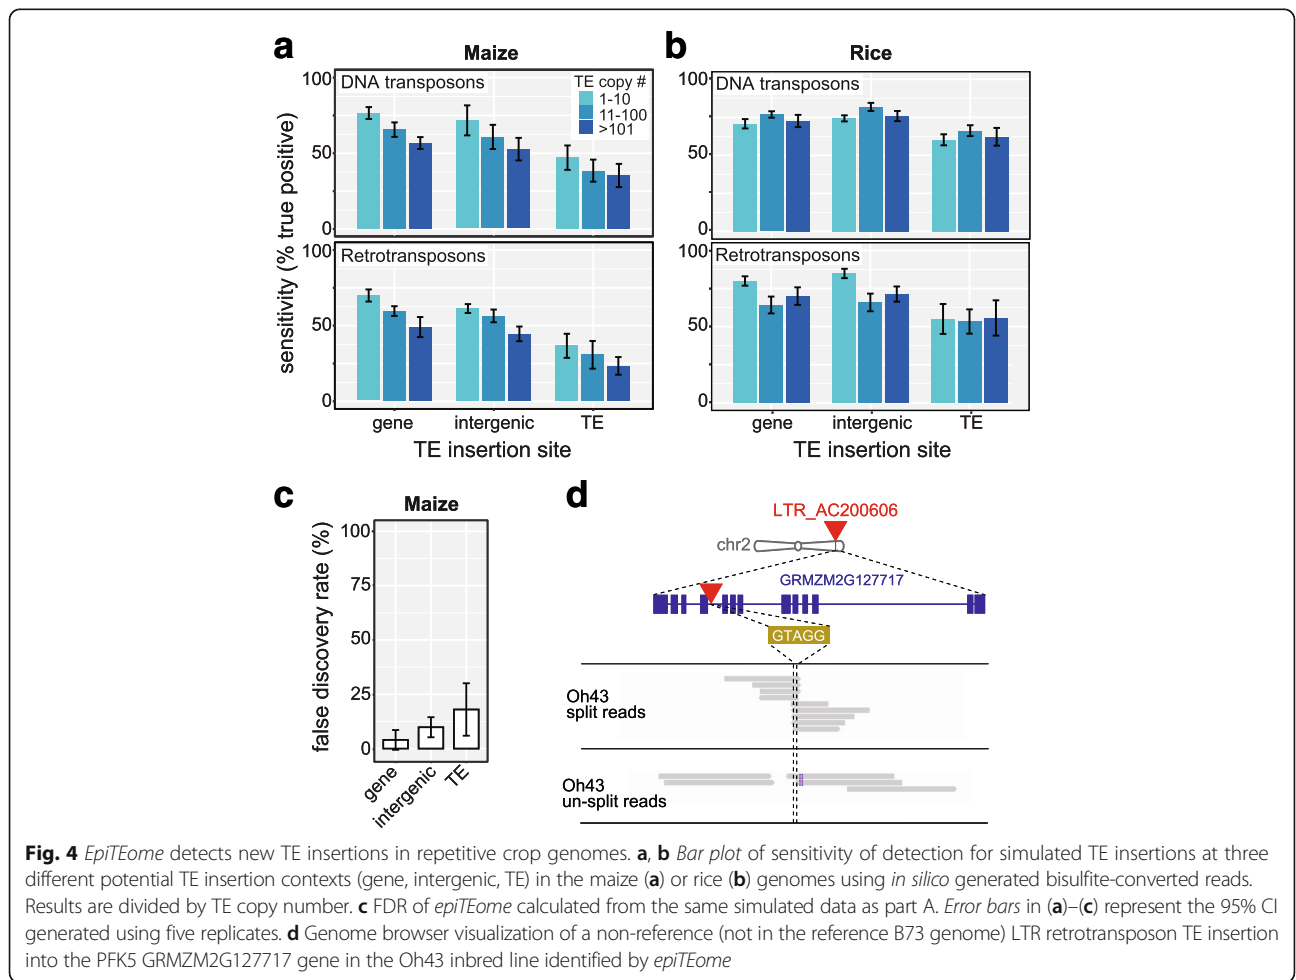 a
Maize
100
50
0
DNA transposons
TE copy #
1-10
11-100
>101
100
50
0
Retrotransposons
sensitivity (% true positive)
gene intergenic TE
TE insertion site
b
Rice
100
50
0
DNA transposons
100
50
0
Retrotransposons
gene intergenic TE
TE insertion site
c
Maize
false discovery rate (%)
100
75
50
25
0
gene
intergenic
TE
d
LTR_AC200606
chr2
GRMZM2G127717
GTAGG
Oh43
split reads
Oh43
un-split reads
Fig. 4 EpiTEome detects new TE insertions in repetitive crop genomes. a, b Bar plot of sensitivity of detection for simulated TE insertions at three
different potential TE insertion contexts (gene, intergenic, TE) in the maize (a) or rice (b) genomes using in silico generated bisulfite-converted reads.
Results are divided by TE copy number. c FDR of epiTEome calculated from the same simulated data as part A. Error bars in (a)–(c) represent the 95% CI
generated using five replicates. d Genome browser visualization of a non-reference (not in the reference B73 genome) LTR retrotransposon TE insertion
into the PFK5 GRMZM2G127717 gene in the Oh43 inbred line identified by epiTEome